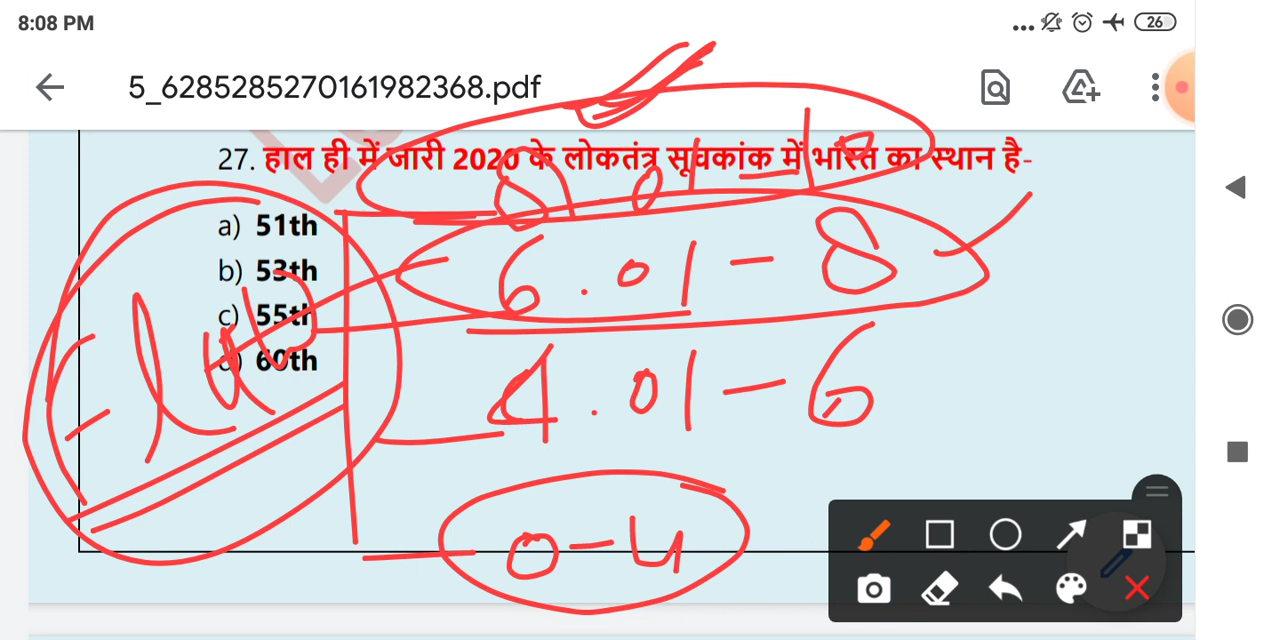 8:08 PM
26
5_6285285270161982368.pdf
27. हाल ही में जारी 2020 के लोकतंत्र सूचकांक में भारत का स्थान है-
8.01-10
a) 51th
b) 53th
6.01-8
c) 55th
d) 60th
4.01-6
0-4